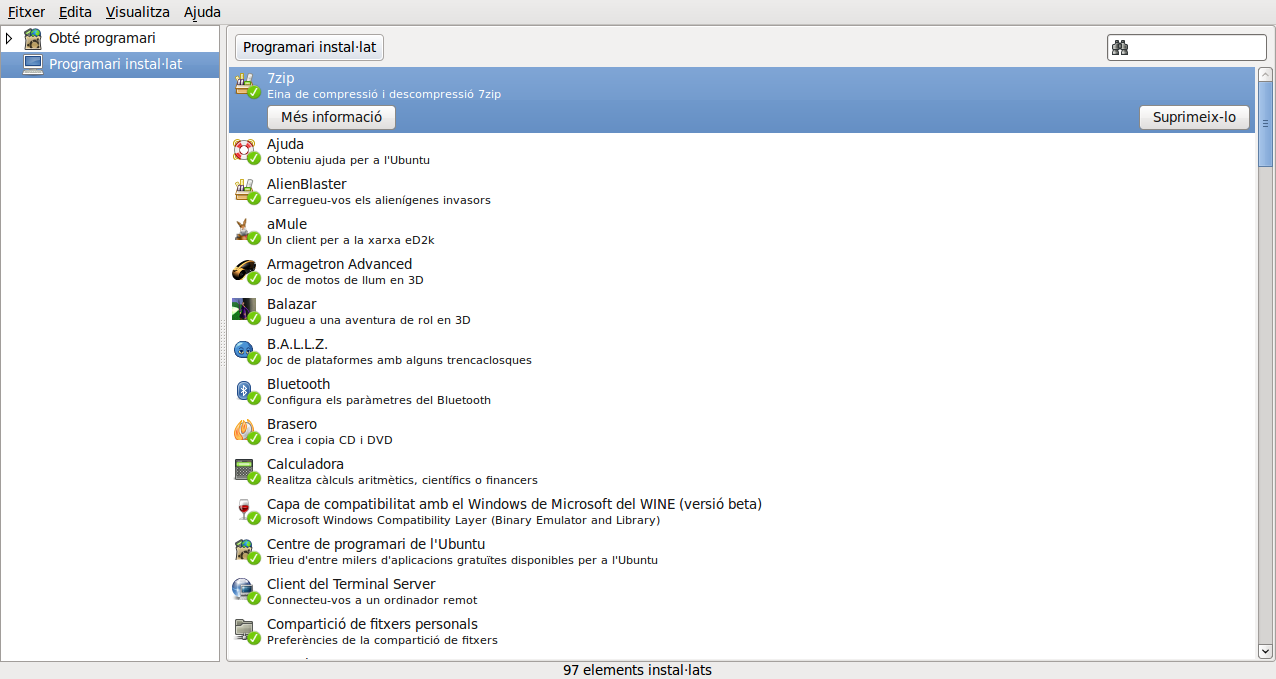 Fitxer Edita Visualitza Ajuda
Obté programari
Programari instal·lat
Programari instal·lat
7zip
Eina de compressió i descompressió 7zip
Més informació Suprimeix-lo
Ajuda
Obteniu ajuda per a l'Ubuntu
AlienBlaster
Carregueu-vos els alienígenes invasors
aMule
Un client per a la xarxa eD2k
Armagetron Advanced
Joc de motos de llum en 3D
Balazar
Jugueu a una aventura de rol en 3D
B.A.L.L.Z.
Joc de plataformes amb alguns trencaclosques
Bluetooth
Configura els paràmetres del Bluetooth
Brasero
Crea i copia CD i DVD
Calculadora
Realitza càlculs aritmètics, científics o financers
Capa de compatibilitat amb el Windows de Microsoft del WINE (versió beta)
Microsoft Windows Compatibility Layer (Binary Emulator and Library)
Centre de programari de l'Ubuntu
Trieu d'entre milers d'aplicacions gratuïtes disponibles per a l'Ubuntu
Client del Terminal Server
Connecteu-vos a un ordinador remot
Compartició de fitxers personals
Preferències de la compartició de fitxers
97 elements instal·lats